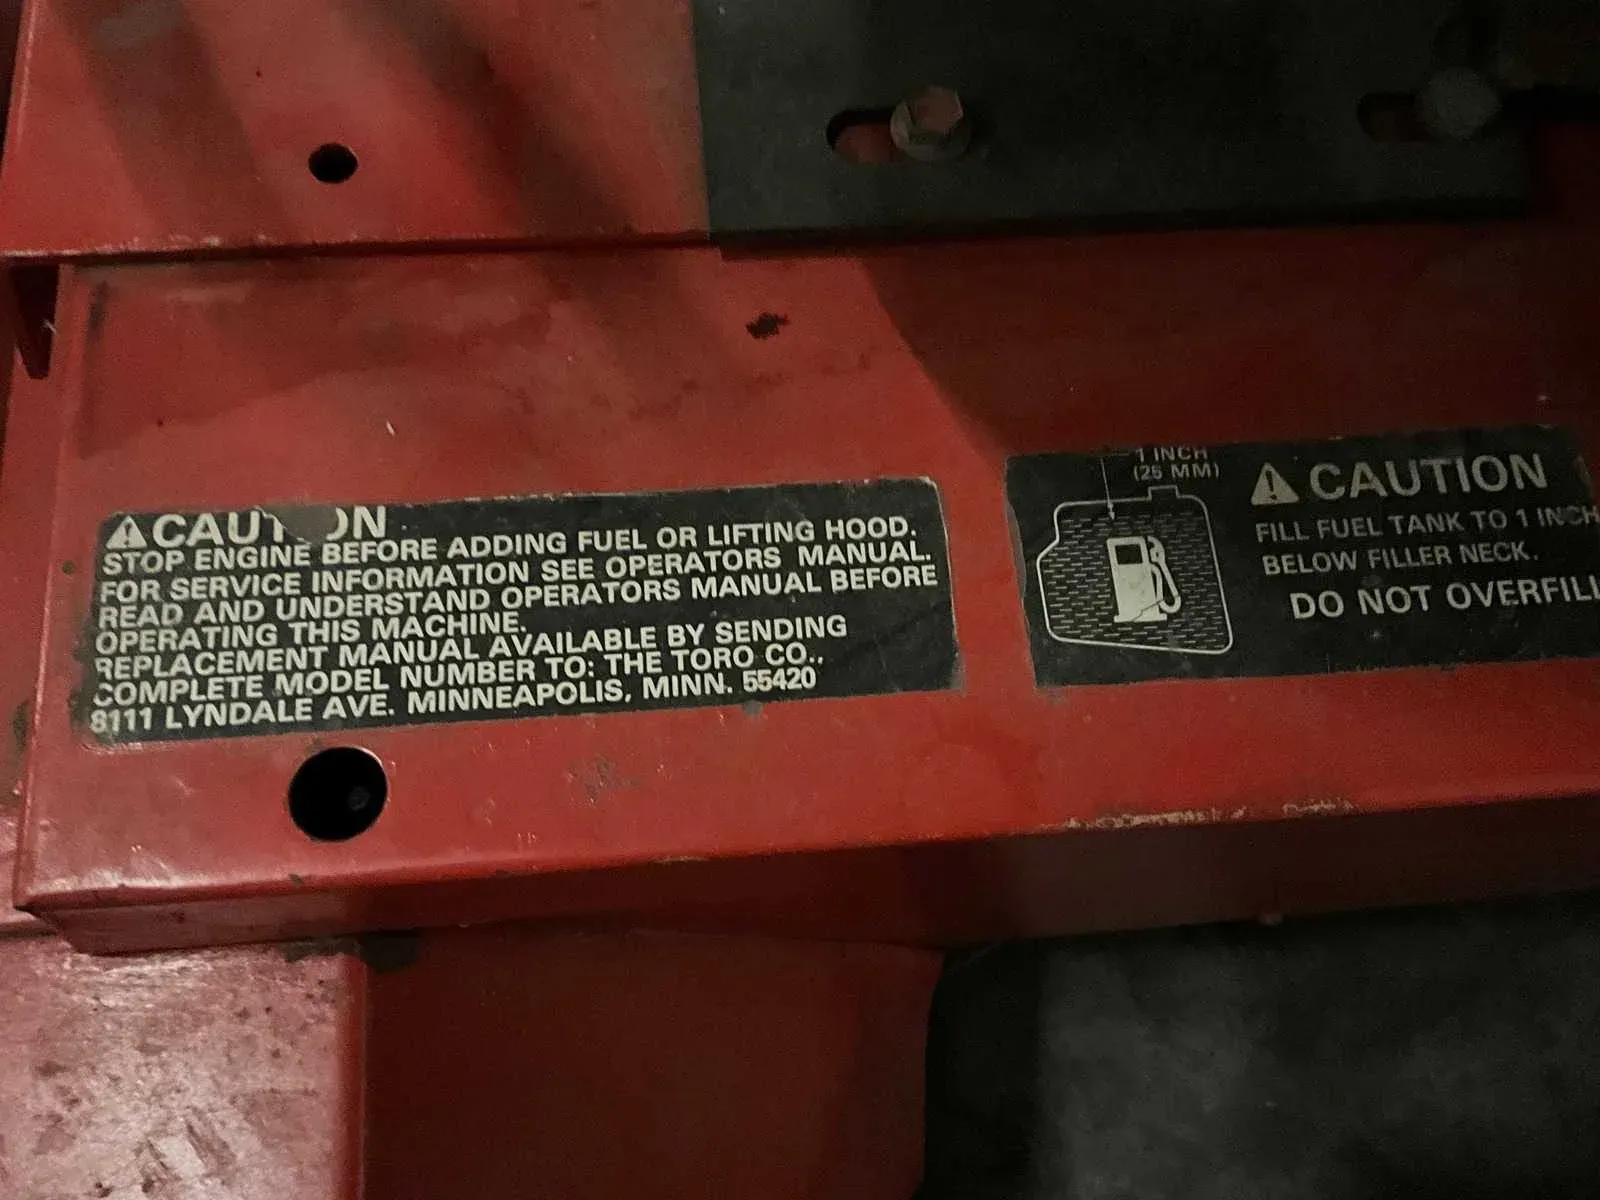 CAUTION
STOP ENGINE BEFORE ADDING FUEL OR LIFTING HOOD.
FOR SERVICE INFORMATION SEE OPERATORS MANUAL.
READ AND UNDERSTAND OPERATORS MANUAL BEFORE
OPERATING THIS MACHINE.
REPLACEMENT MANUAL AVAILABLE BY SENDING
COMPLETE MODEL NUMBER TO: THE TORO CO.,
8111 LYNDALE AVE. MINNEAPOLIS, MINN. 55420
1 INCH
(25 MM)
CAUTION
FILL FUEL TANK TO 1 INCH
BELOW FILLER NECK.
DO NOT OVERFILL